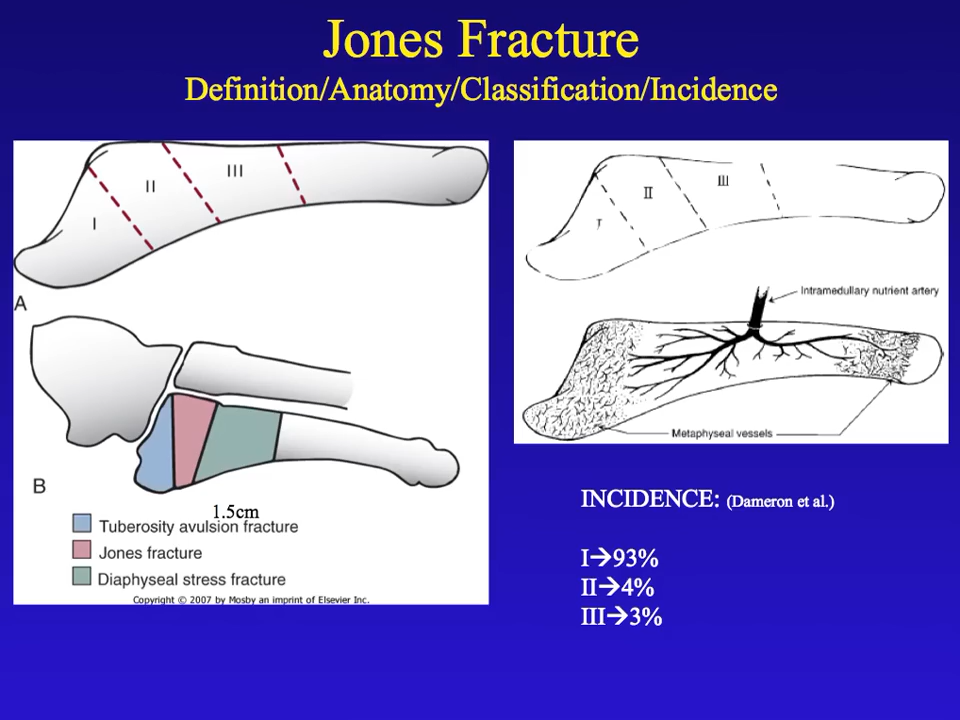 Jones Fracture
Definition/Anatomy/Classification/Incidence
I
II
III
A
B
1.5cm
Tuberosity avulsion fracture
Jones fracture
Diaphyseal stress fracture
Copyright © 2007 by Mosby an imprint of Elsevier Inc.
I
II
III
Intramedullary nutrient artery
Metaphyseal vessels
INCIDENCE: (Dameron et al.)
I→93%
II→4%
III→3%